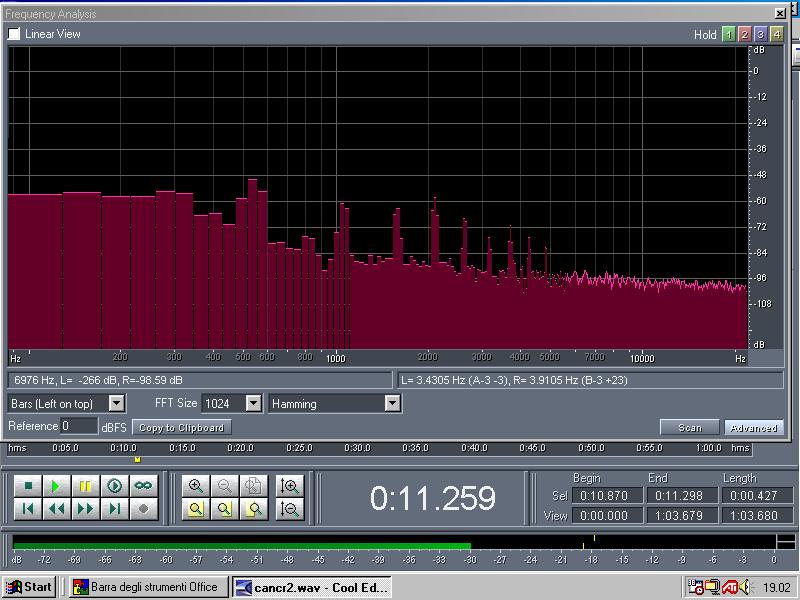 Frequency Analysis
Linear View Hold 1 2 3 4
dB
0
-12
-24
-36
-48
-60
-72
-84
-96
-108
dB
Hz 200 300 400 500 600 800 1000 2000 3000 4000 5000 7000 10000 Hz
6976 Hz, L= -266 dB, R=-98.59 dB L= 3.4305 Hz (A-3 -3), R= 3.9105 Hz (B-3 +23)
Bars (Left on top) FFT Size 1024 Hamming
Reference 0 dBFS Copy to Clipboard Scan Advanced
hms 0:05.0 0:10.0 0:15.0 0:20.0 0:25.0 0:30.0 0:35.0 0:40.0 0:45.0 0:50.0 0:55.0 1:00.0 hms
Begin End Length
Sel 0:10.870 0:11.298 0:00.427
0:11.259
View 0:00.000 1:03.679 1:03.680
dB -72 -69 -66 -63 -60 -57 -54 -51 -48 -45 -42 -39 -36 -33 -30 -27 -24 -21 -18 -15 -12 -9 -6 -3 0
Start Barra degli strumenti Office cancr2.wav - Cool Ed... 19.02